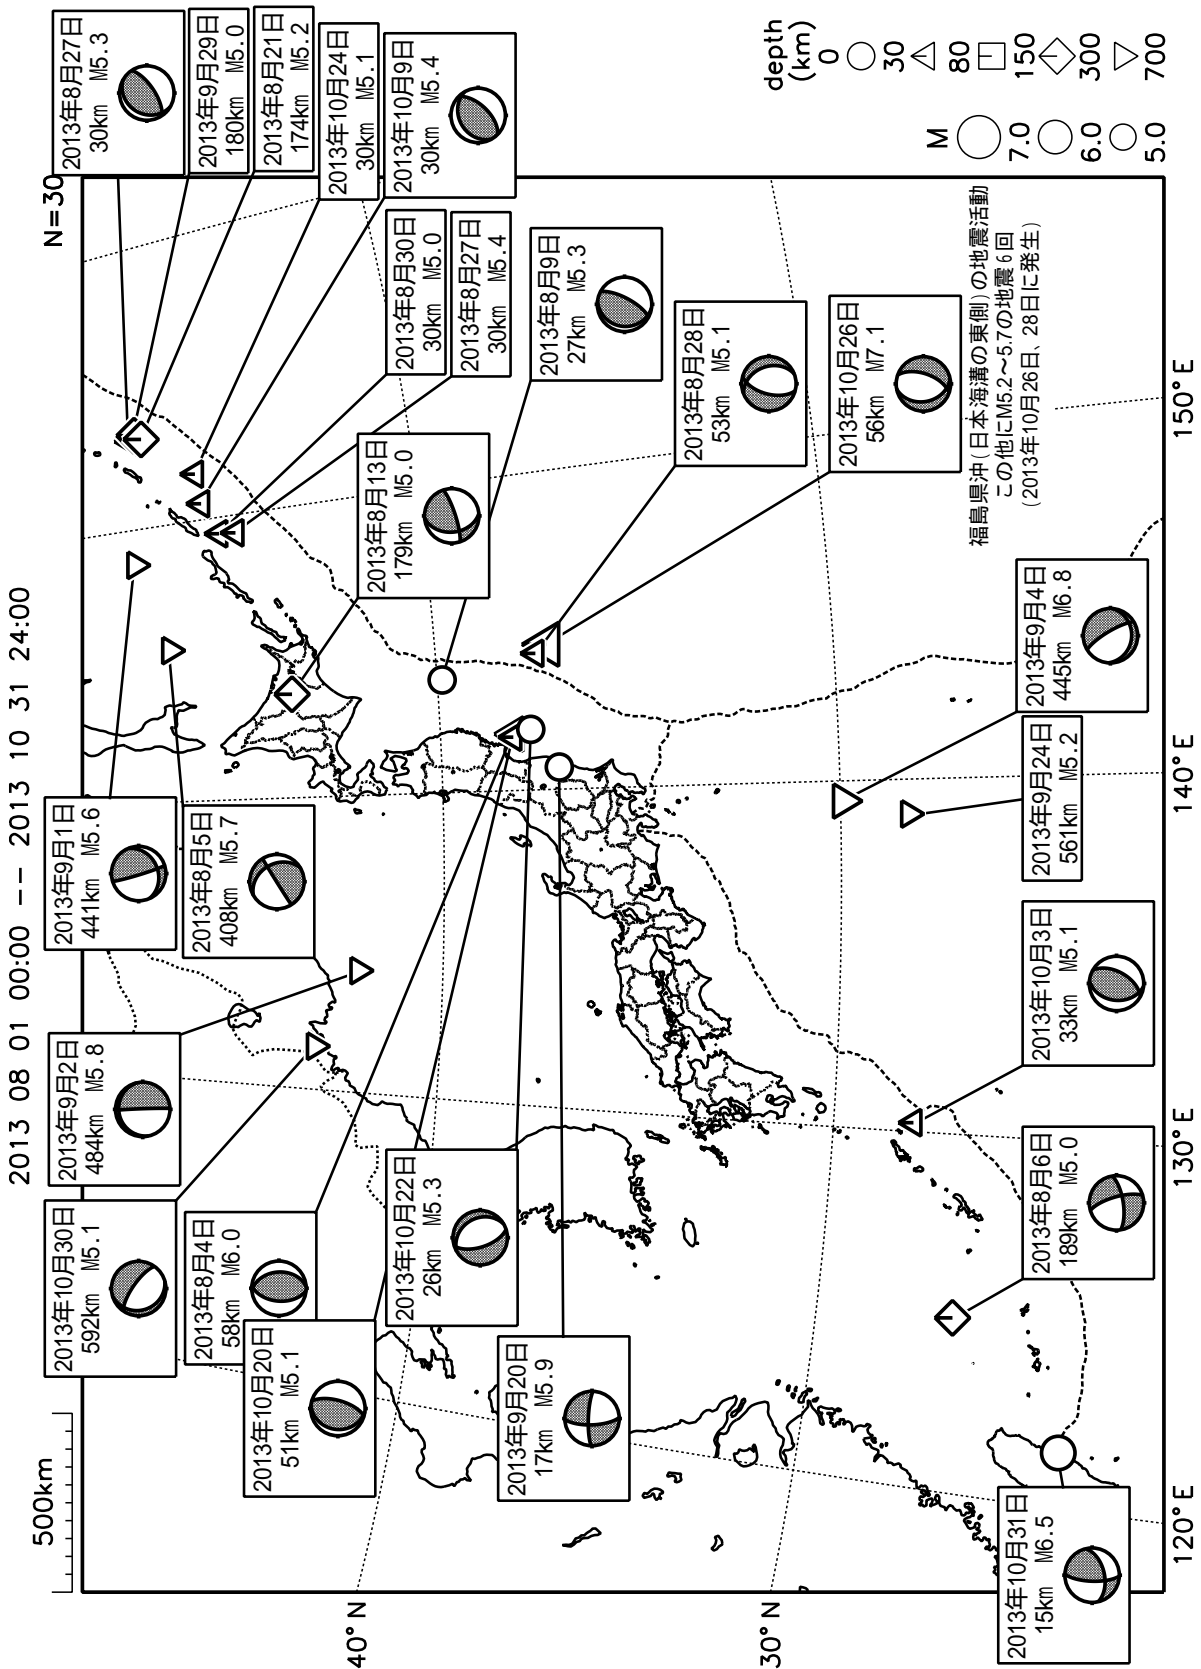 2013 08 01 00:00 -- 2013 10 31 24:00
500km
N=30
2013年10月30日
592km M5.1
2013年9月2日
484km M5.8
2013年9月1日
441km M5.6
2013年8月5日
408km M5.7
2013年8月4日
58km M6.0
2013年10月20日
51km M5.1
2013年10月22日
26km M5.3
2013年9月20日
17km M5.9
2013年8月27日
30km M5.3
2013年9月29日
180km M5.0
2013年8月21日
174km M5.2
2013年10月24日
30km M5.1
2013年10月9日
30km M5.4
2013年8月30日
30km M5.0
2013年8月27日
30km M5.4
2013年8月13日
179km M5.0
2013年8月9日
27km M5.3
2013年8月28日
53km M5.1
2013年10月26日
56km M7.1
福島県沖(日本海溝の東側)の地震活動
この他にM5.2～5.7の地震6回
(2013年10月26日、28日に発生)
2013年9月4日
445km M6.8
2013年9月24日
561km M5.2
2013年10月3日
33km M5.1
2013年8月6日
189km M5.0
2013年10月31日
15km M6.5
40°N
30°N
120°E
130°E
140°E
150°E
M
7.0
6.0
5.0
depth
(km)
0
30
80
150
300
700